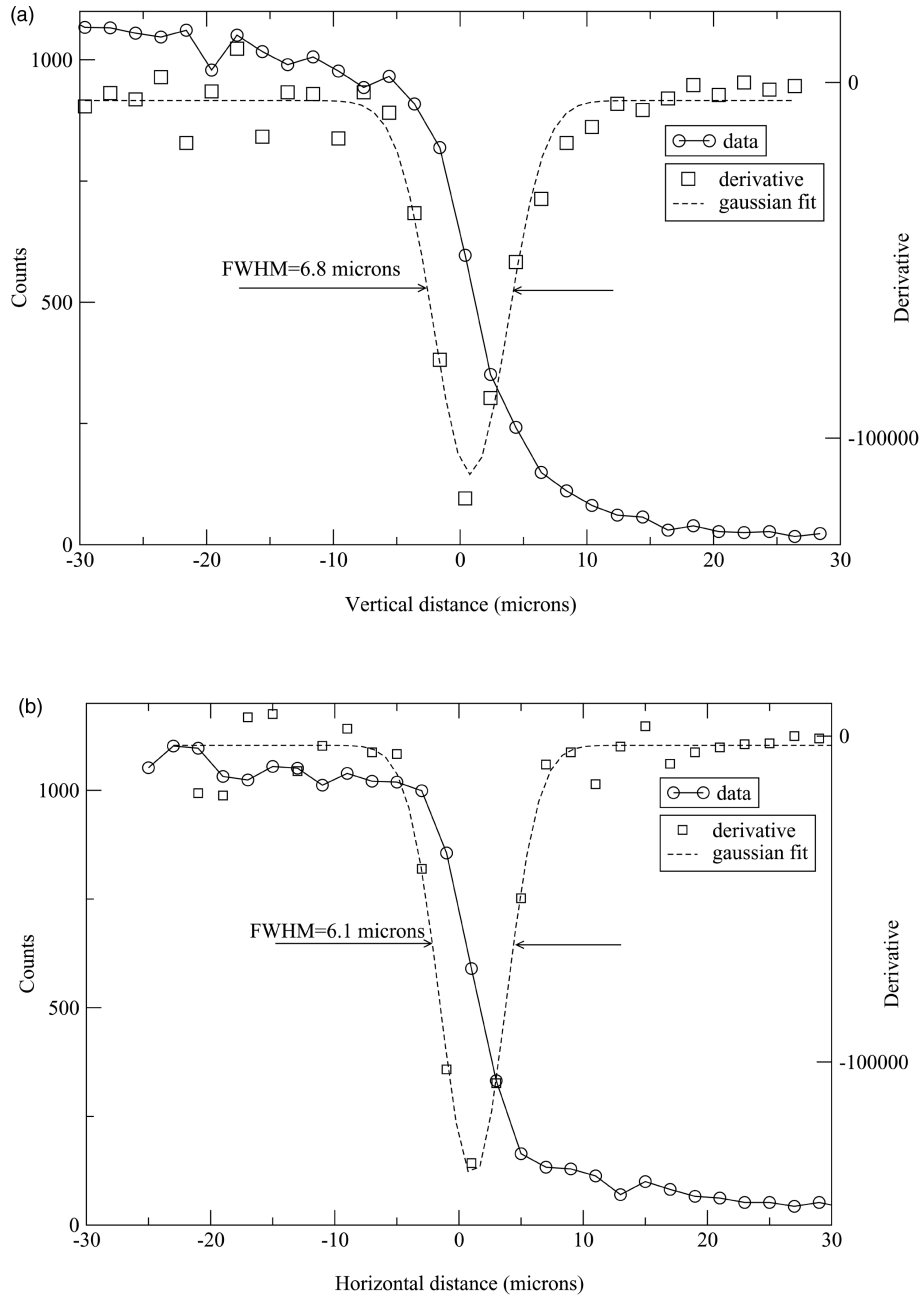 (a)
1000
500
0
0
-100000
Counts
Derivative
data
derivative
gaussian fit
FWHM=6.8 microns
-30
-20
-10
0
10
20
30
Vertical distance (microns)
(b)
1000
500
0
0
-100000
Counts
Derivative
data
derivative
gaussian fit
FWHM=6.1 microns
-30
-20
-10
0
10
20
30
Horizontal distance (microns)